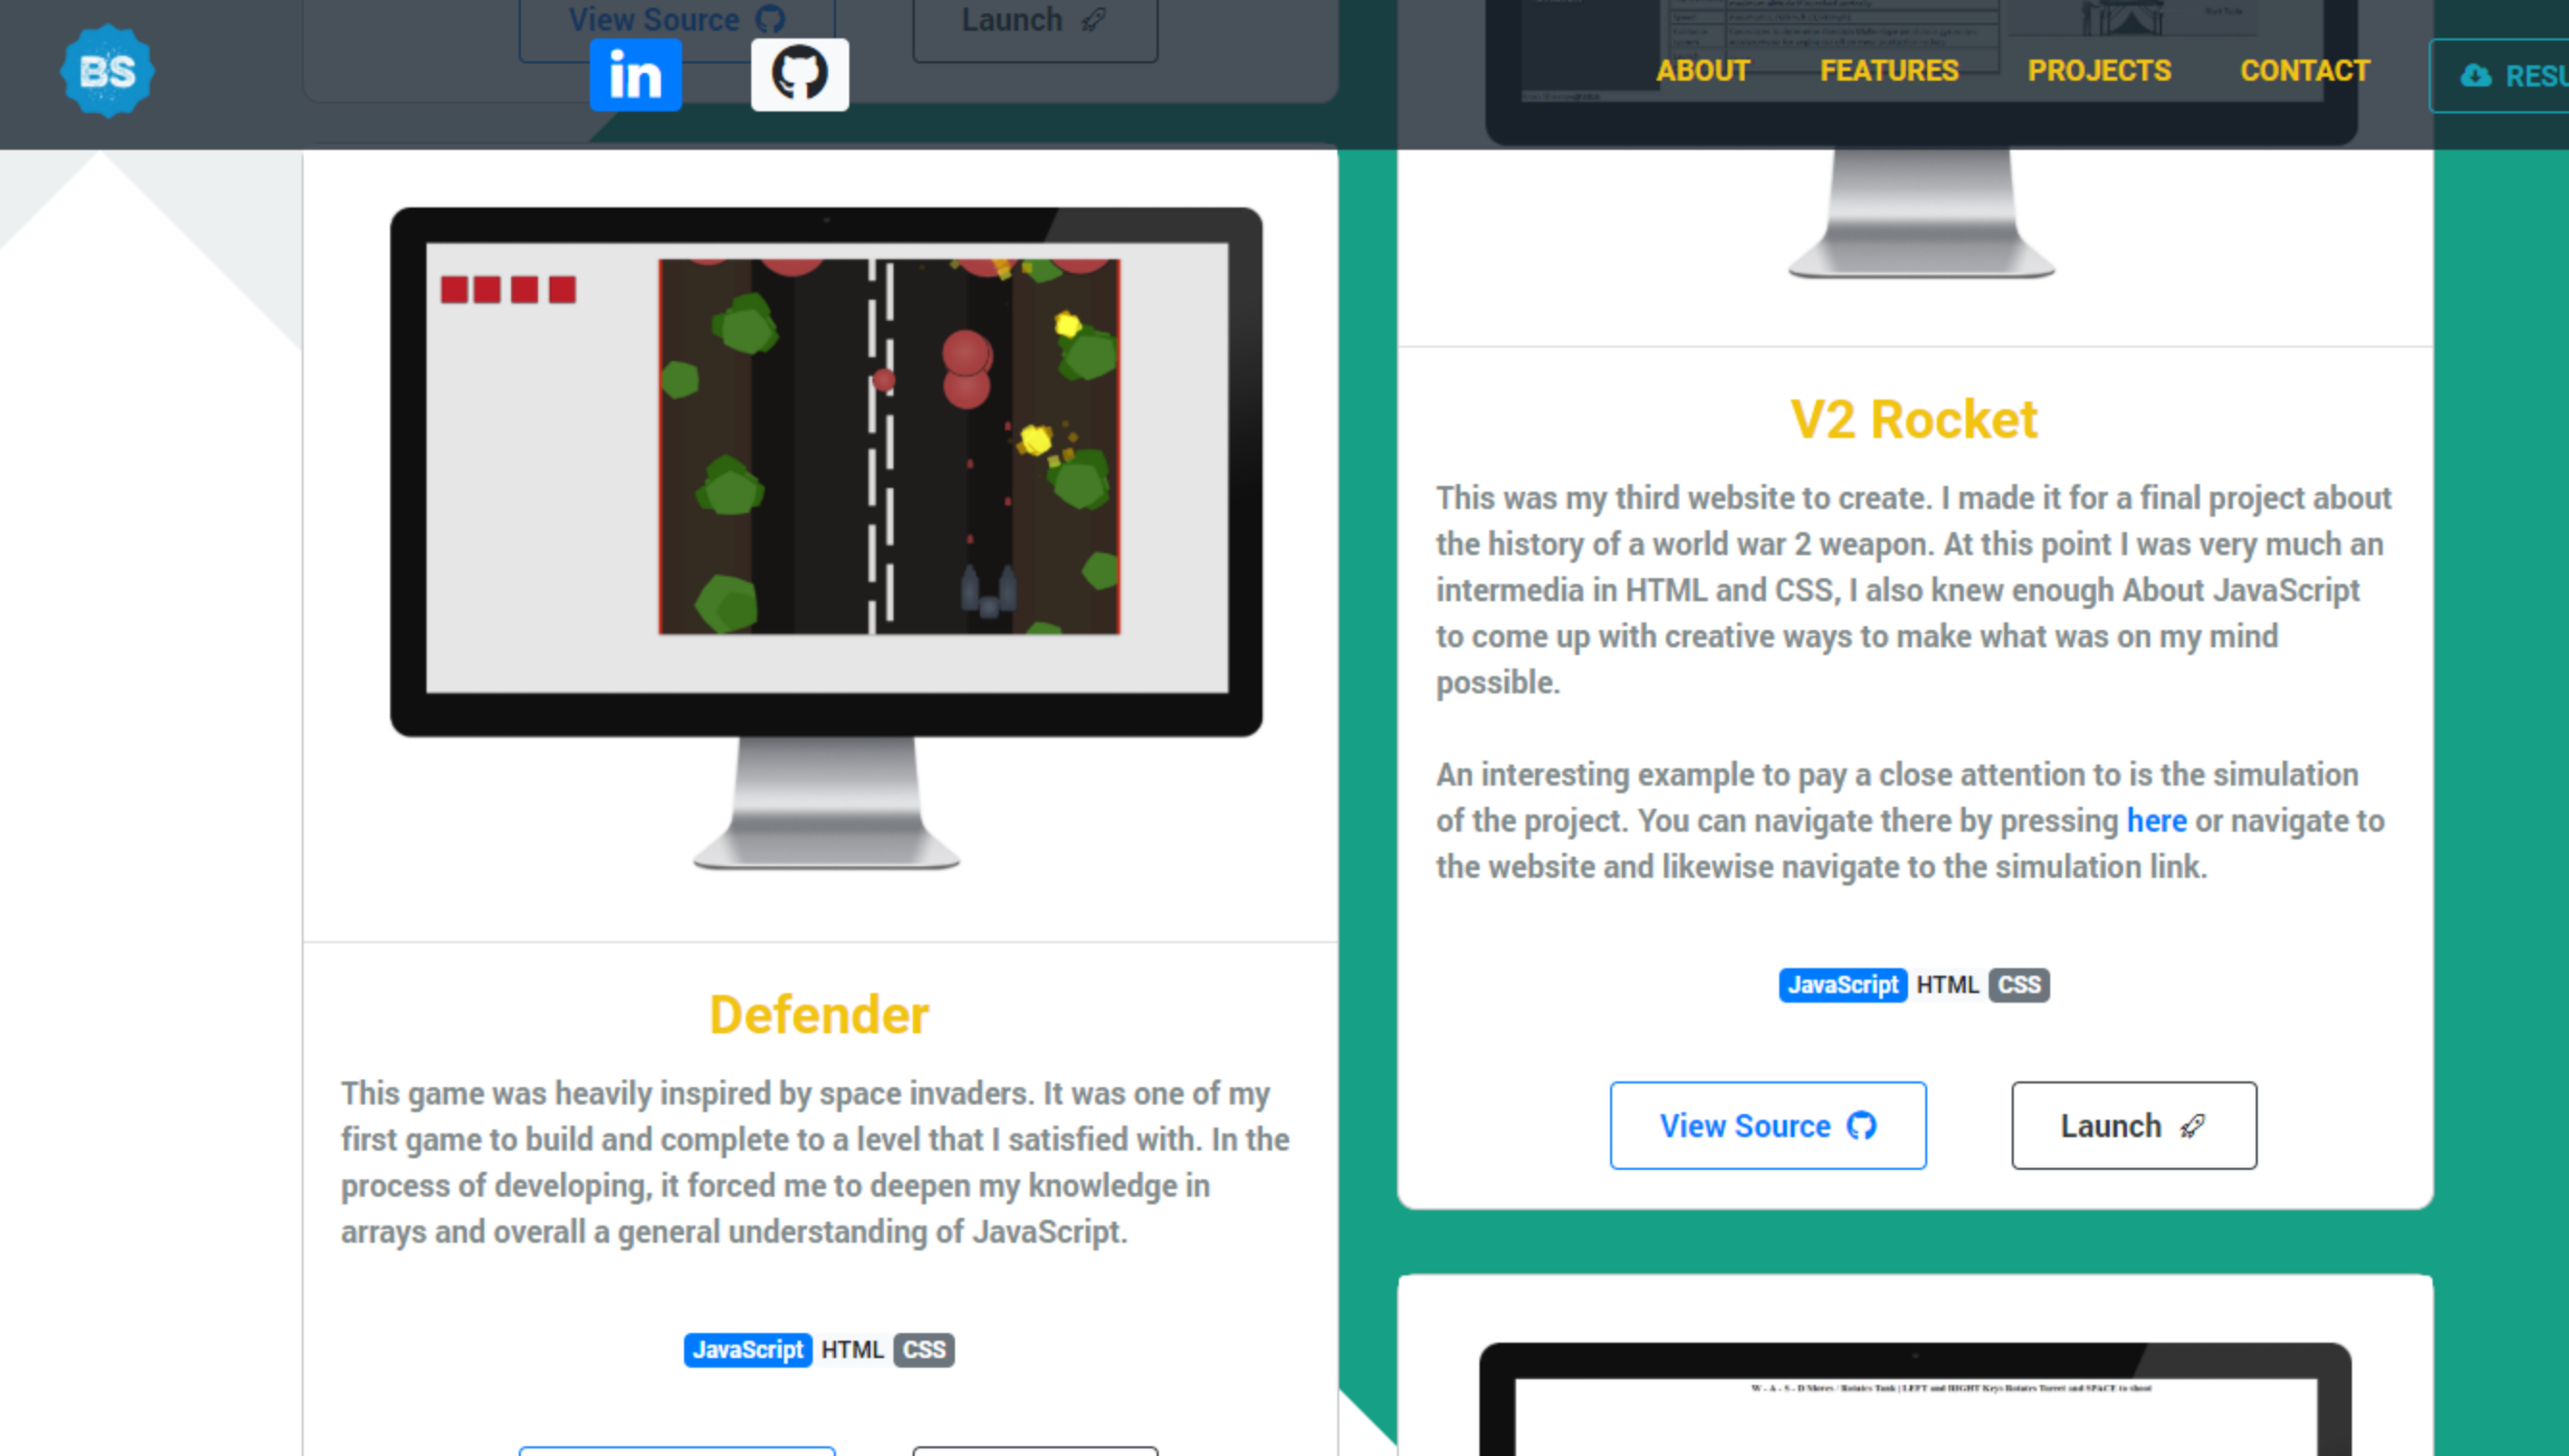 View Source
Launch
BS
in
ABOUT
FEATURES
PROJECTS
CONTACT
RESU
Defender
This game was heavily inspired by space invaders. It was one of my
first game to build and complete to a level that I satisfied with. In the
process of developing, it forced me to deepen my knowledge in
arrays and overall a general understanding of JavaScript.
JavaScript HTML CSS
V2 Rocket
This was my third website to create. I made it for a final project about
the history of a world war 2 weapon. At this point I was very much an
intermedia in HTML and CSS, I also knew enough About JavaScript
to come up with creative ways to make what was on my mind
possible.
An interesting example to pay a close attention to is the simulation
of the project. You can navigate there by pressing here or navigate to
the website and likewise navigate to the simulation link.
JavaScript HTML CSS
View Source
Launch
W - A - S - D Moves / Rotates Tank | LEFT and RIGHT Keys Rotates Turret and SPACE to shoot